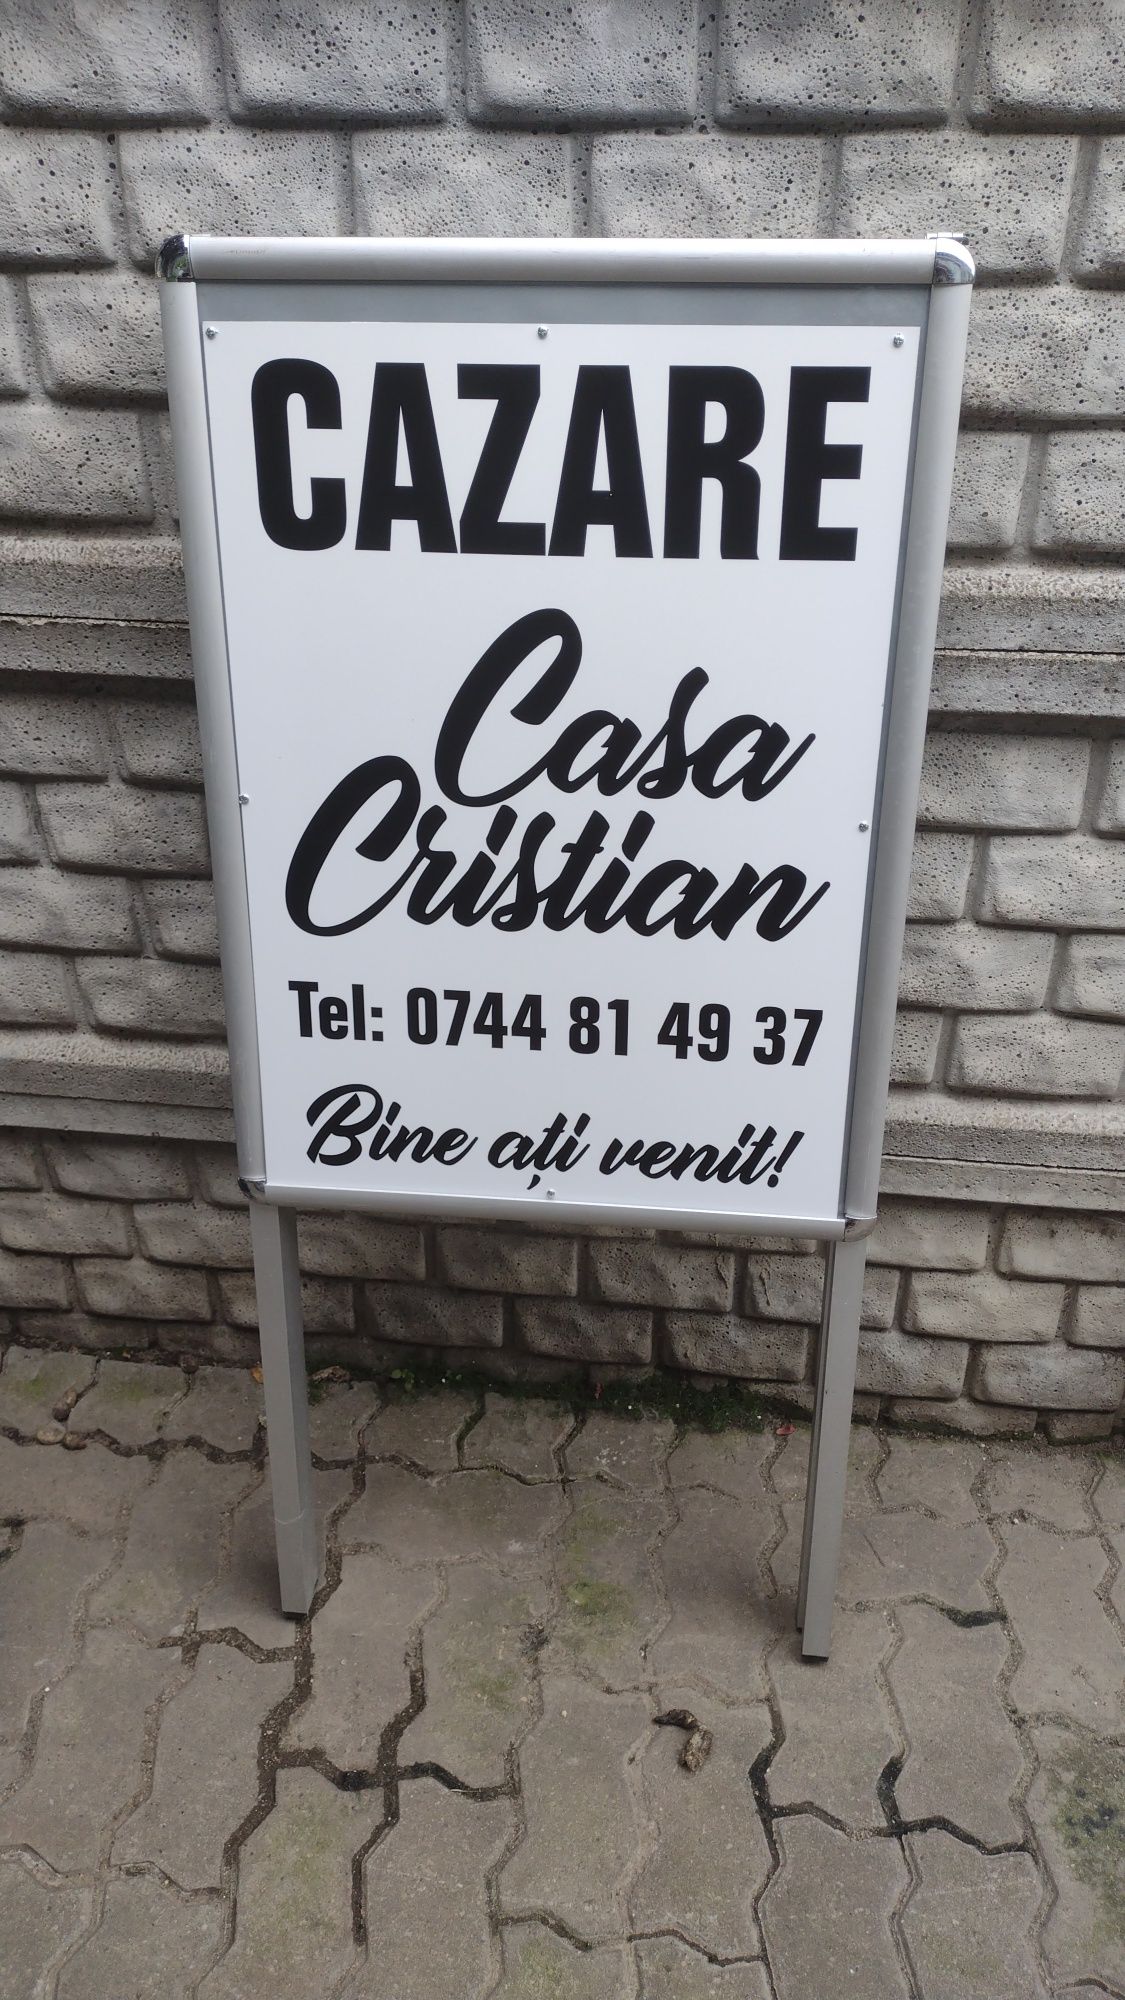 CAZARE
Casa
Cristian
Tel: 0744 81 49 37
Bine ați venit!